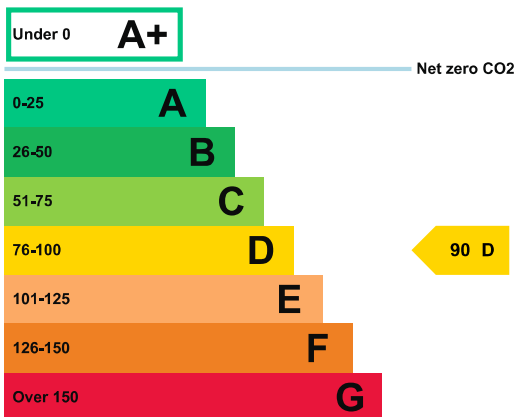 Under 0 A+
Net zero CO2
0-25 A
26-50 B
51-75 C
76-100 D
90 D
101-125 E
126-150 F
Over 150 G